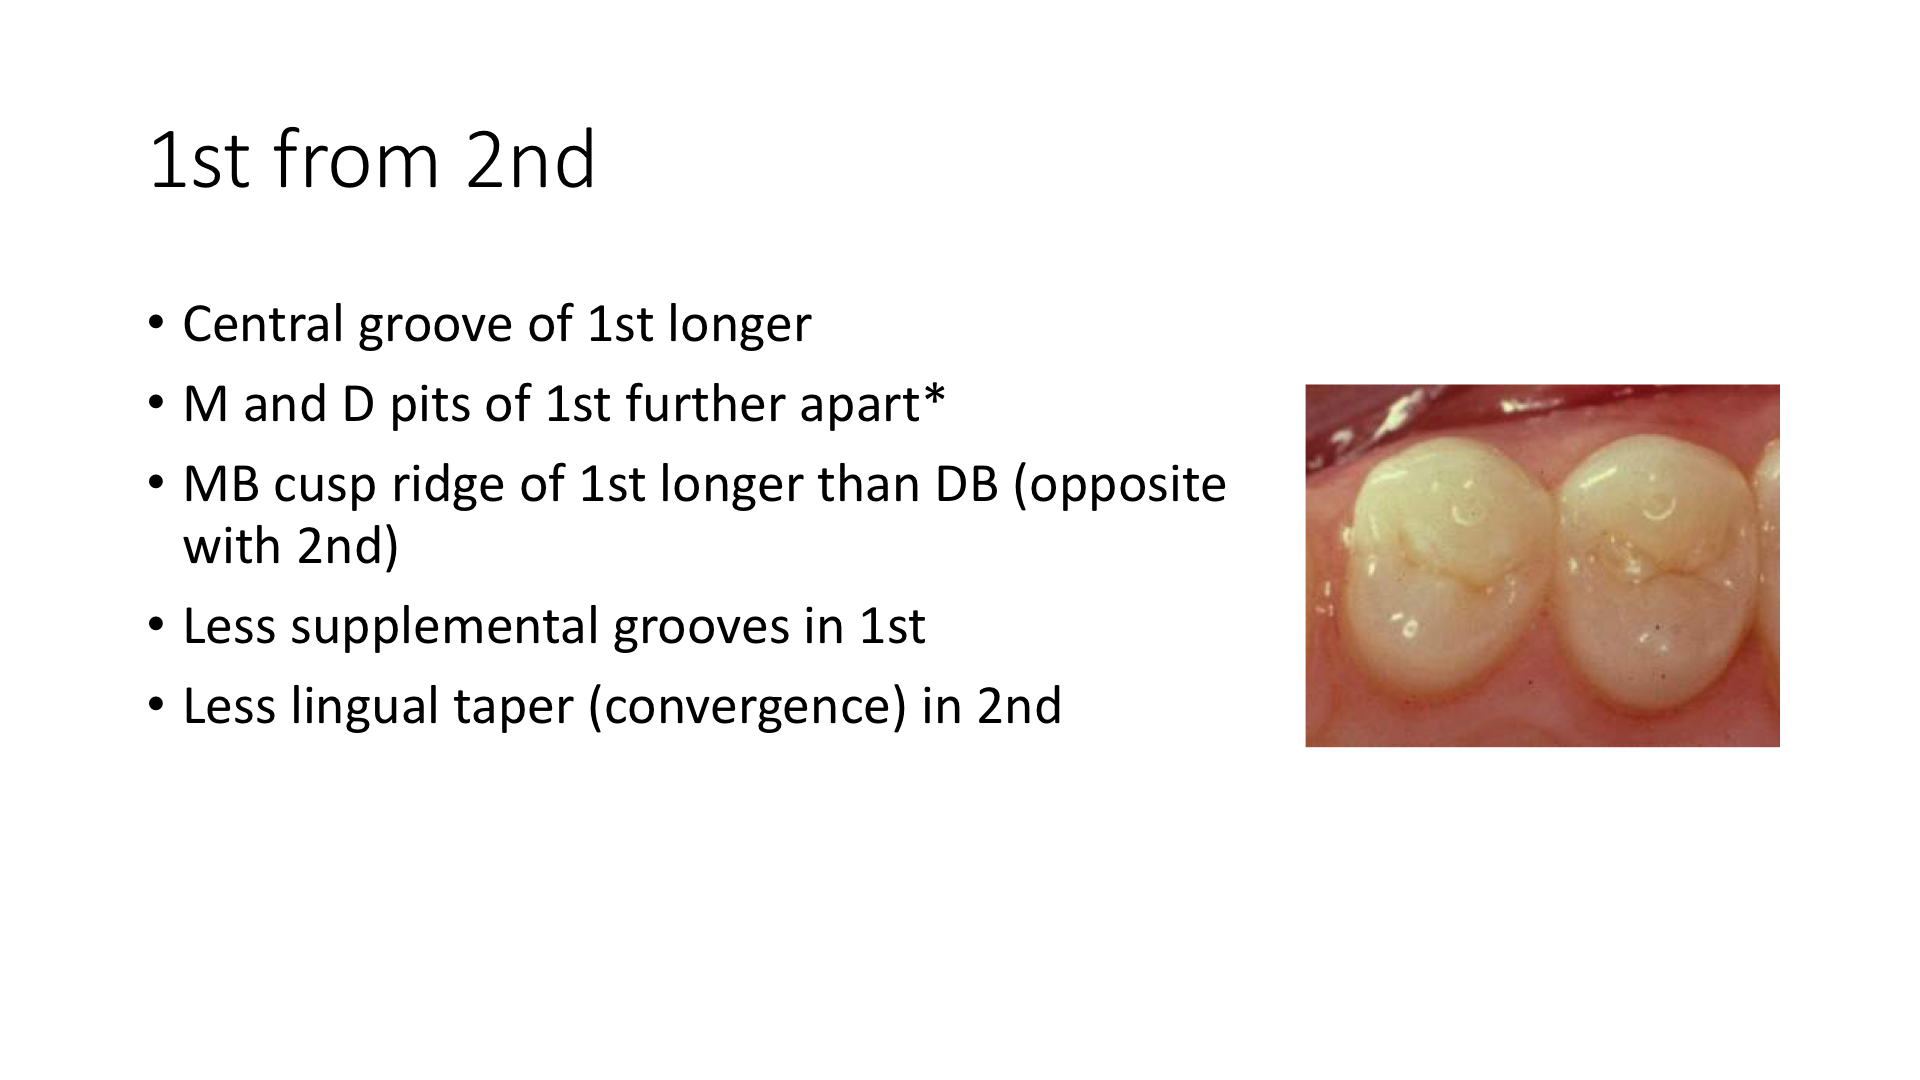 1st from 2nd
• Central groove of 1st longer
• M and D pits of 1st further apart*
• MB cusp ridge of 1st longer than DB (opposite
with 2nd)
• Less supplemental grooves in 1st
• Less lingual taper (convergence) in 2nd